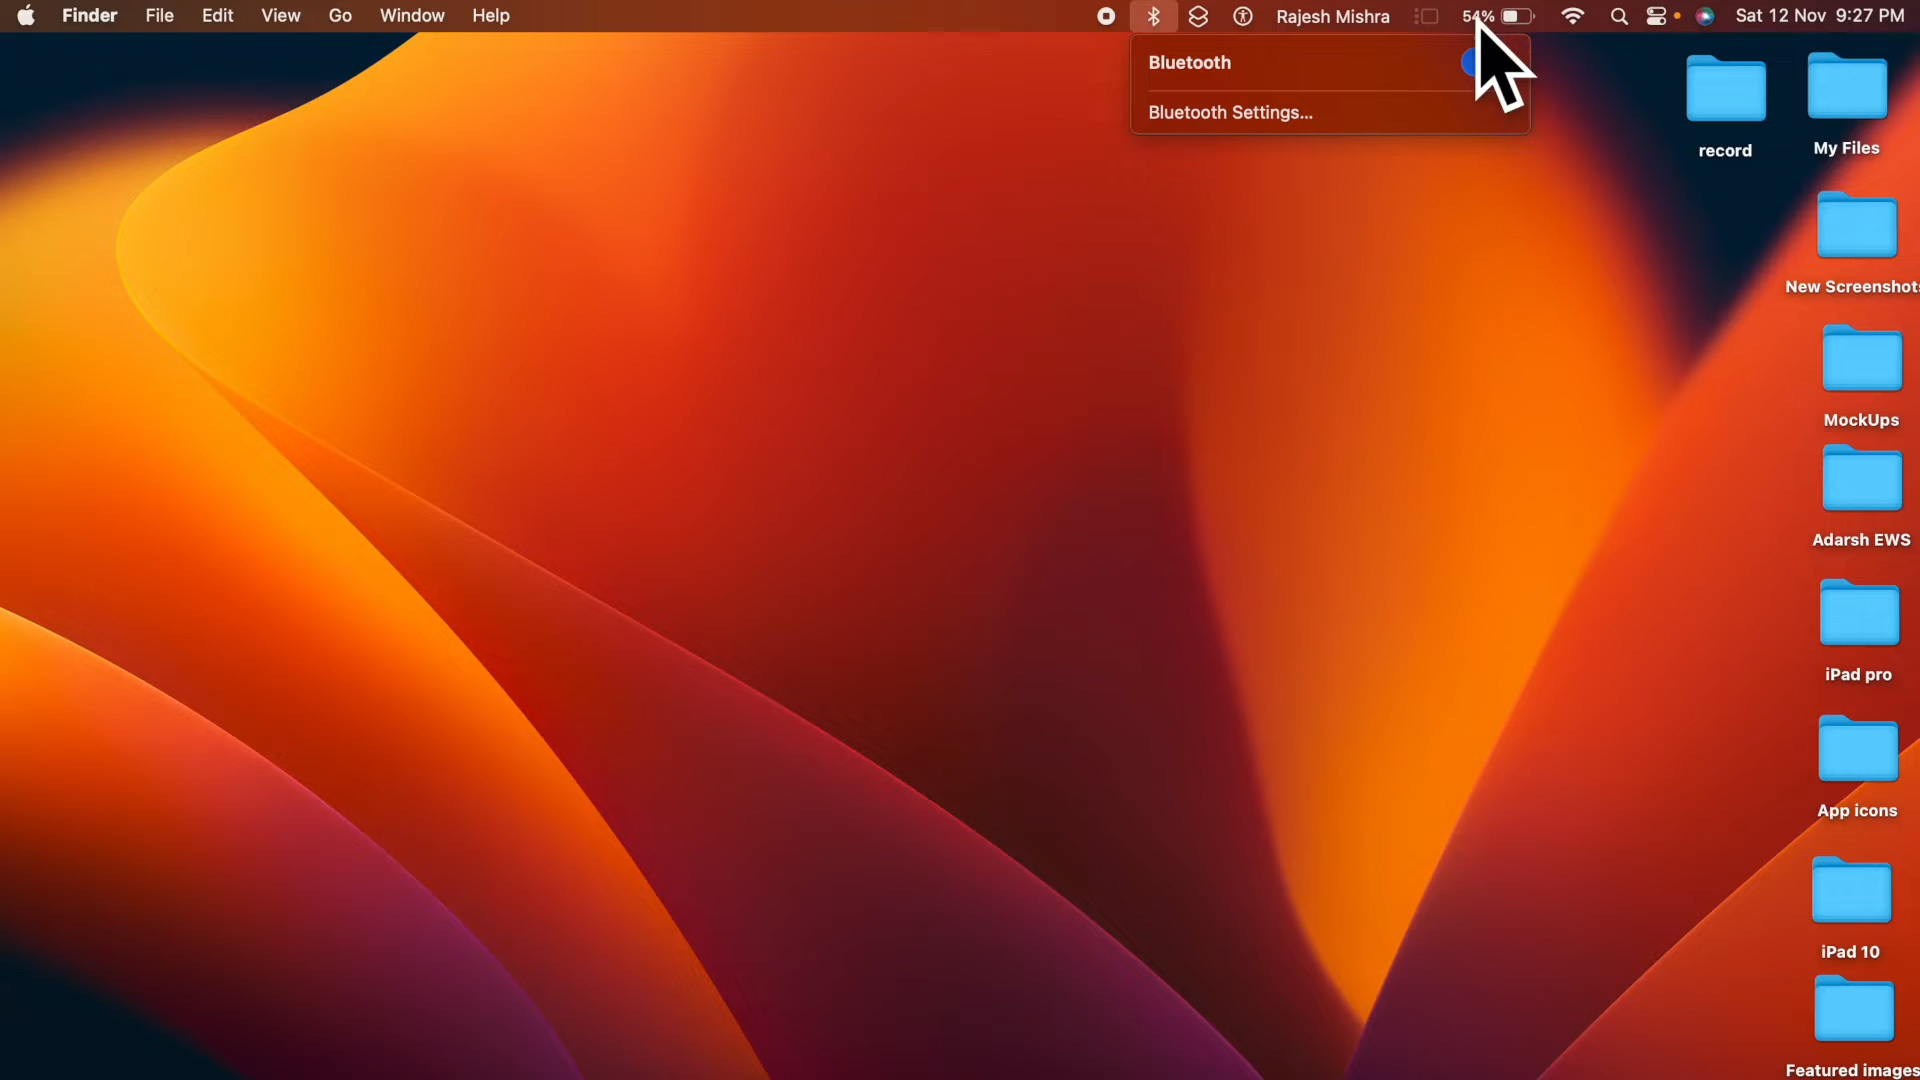 Finder File Edit View Go Window Help Rajesh Mishra 54% Sat 12 Nov 9:27 PM
Bluetooth
Bluetooth Settings...
record
My Files
New Screenshots
MockUps
Adarsh EWS
iPad pro
App icons
iPad 10
Featured images